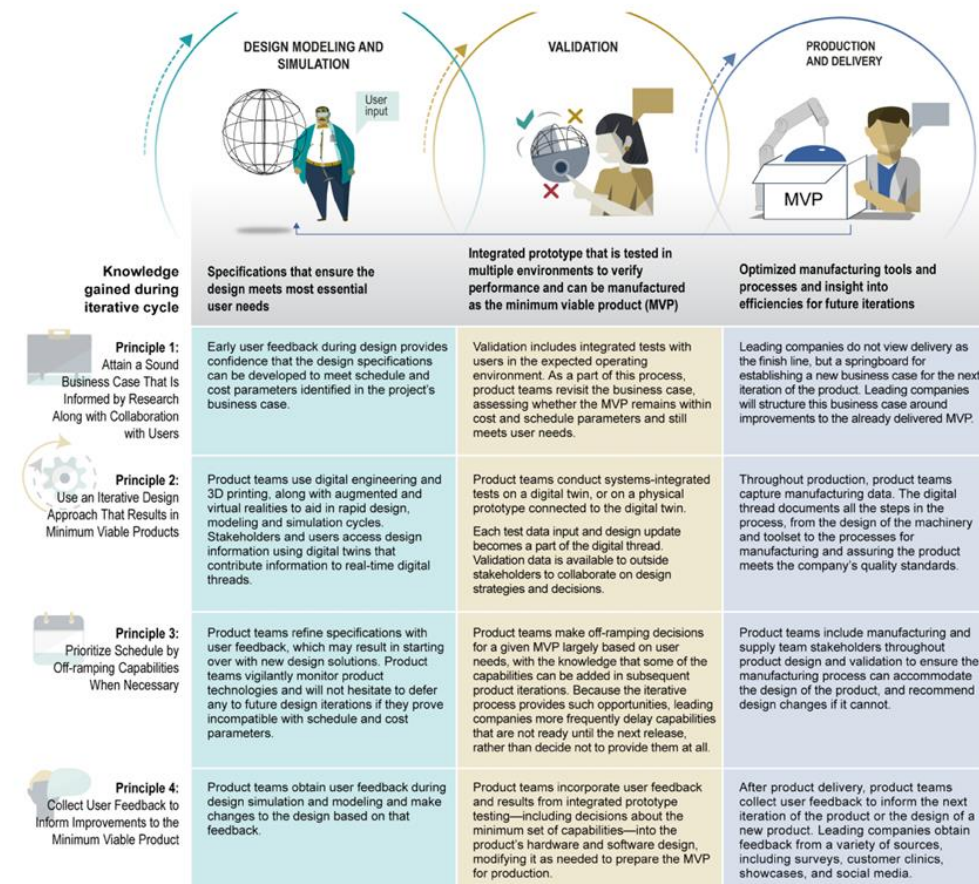 DESIGN MODELING AND
SIMULATION
User
input
VALIDATION
PRODUCTION
AND DELIVERY
MVP
Knowledge
gained during
iterative cycle
Specifications that ensure the
design meets most essential
user needs
Integrated prototype that is tested in
multiple environments to verify
performance and can be manufactured
as the minimum viable product (MVP)
Optimized manufacturing tools and
processes and insight into
efficiencies for future iterations
Principle 1:
Attain a Sound
Business Case That Is
Informed by Research
Along with Collaboration
with Users
Early user feedback during design provides
confidence that the design specifications
can be developed to meet schedule and
cost parameters identified in the project's
business case.
Validation includes integrated tests with
users in the expected operating
environment. As a part of this process,
product teams revisit the business case,
assessing whether the MVP remains within
cost and schedule parameters and still
meets user needs.
Leading companies do not view delivery as
the finish line, but a springboard for
establishing a new business case for the next
iteration of the product. Leading companies
will structure this business case around
improvements to the already delivered MVP.
Principle 2:
Use an Iterative Design
Approach That Results in
Minimum Viable Products
Product teams use digital engineering and
3D printing, along with augmented and
virtual realities to aid in rapid design,
modeling and simulation cycles.
Stakeholders and users access design
information using digital twins that
contribute information to real-time digital
threads.
Product teams conduct systems-integrated
tests on a digital twin, or on a physical
prototype connected to the digital twin.
Each test data input and design update
becomes a part of the digital thread.
Validation data is available to outside
stakeholders to collaborate on design
strategies and decisions.
Throughout production, product teams
capture manufacturing data. The digital
thread documents all the steps in the
process, from the design of the machinery
and toolset to the processes for
manufacturing and assuring the product
meets the company's quality standards.
Principle 3:
Prioritize Schedule by
Off-ramping Capabilities
When Necessary
Product teams refine specifications with
user feedback, which may result in starting
over with new design solutions. Product
teams vigilantly monitor product
technologies and will not hesitate to defer
any to future design iterations if they prove
incompatible with schedule and cost
parameters.
Product teams make off-ramping decisions
for a given MVP largely based on user
needs, with the knowledge that some of the
capabilities can be added in subsequent
product iterations. Because the iterative
process provides such opportunities, leading
companies more frequently delay capabilities
that are not ready until the next release,
rather than decide not to provide them at all.
Product teams include manufacturing and
supply team stakeholders throughout
product design and validation to ensure the
manufacturing process can accommodate
the design of the product, and recommend
design changes if it cannot.
Principle 4:
Collect User Feedback to
Inform Improvements to the
Minimum Viable Product
Product teams obtain user feedback during
design simulation and modeling and make
changes to the design based on that
feedback.
Product teams incorporate user feedback
and results from integrated prototype
testing—including decisions about the
minimum set of capabilities—into the
product's hardware and software design,
modifying it as needed to prepare the MVP
for production.
After product delivery, product teams
collect user feedback to inform the next
iteration of the product or the design of a
new product. Leading companies obtain
feedback from a variety of sources,
including surveys, customer clinics,
showcases, and social media.